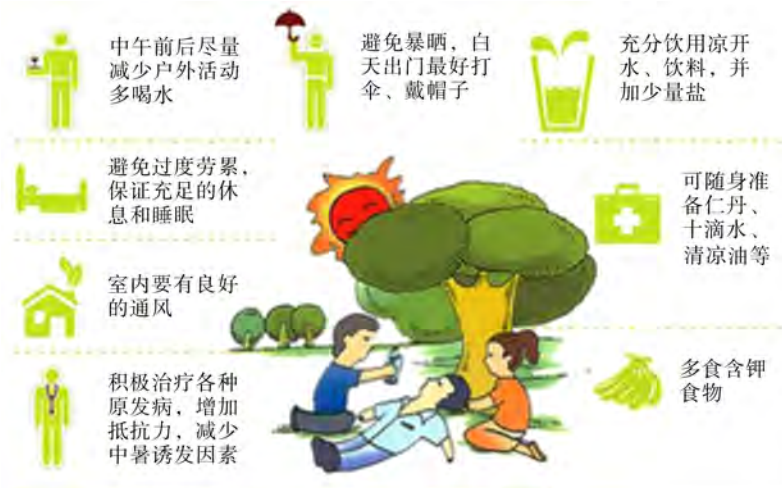 中午前后尽量
减少户外活动
多喝水
避免暴晒，白
天出门最好打
伞、戴帽子
充分饮用凉开
水、饮料，并
加少量盐
避免过度劳累，
保证充足的休
息和睡眠
可随身准
备仁丹、
十滴水、
清凉油等
室内要有良好
的通风
积极治疗各种
原发病，增加
抵抗力，减少
中暑诱发因素
多食含钾
食物